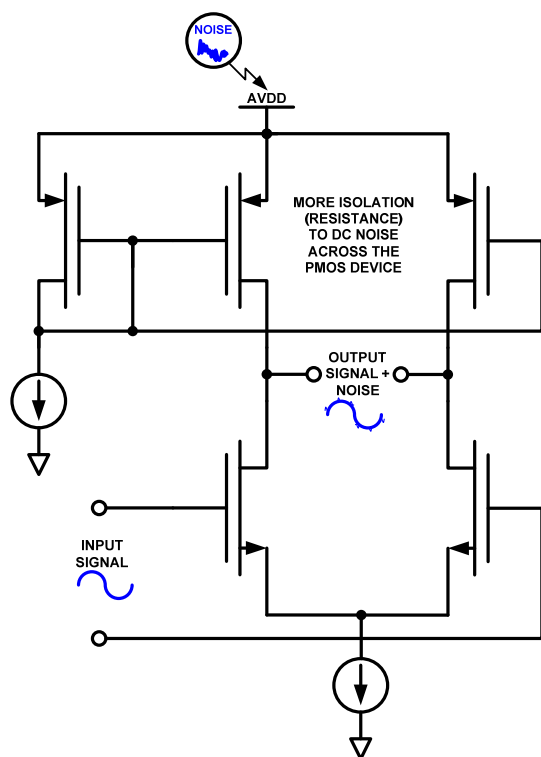 NOISE
AVDD
MORE ISOLATION
(RESISTANCE)
TO DC NOISE
ACROSS THE
PMOS DEVICE
OUTPUT
SIGNAL +
NOISE
INPUT
SIGNAL